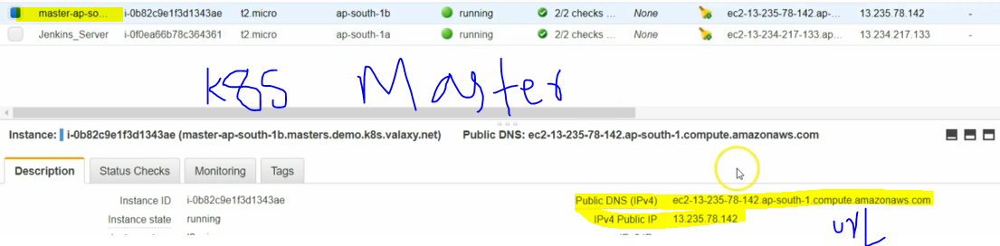 master-ap-so... i-0b82c9e1f3d1343ae t2.micro ap-south-1b running 2/2 checks ... None ec2-13-235-78-142.ap-... 13.235.78.142 -
Jenkins_Server i-0f0ea66b78c364361 t2.micro ap-south-1a running 2/2 checks ... None ec2-13-234-217-133.ap... 13.234.217.133 -
K8S Master
Instance: i-0b82c9e1f3d1343ae (master-ap-south-1b.masters.demo.k8s.valaxy.net) Public DNS: ec2-13-235-78-142.ap-south-1.compute.amazonaws.com
Description Status Checks Monitoring Tags
Instance ID i-0b82c9e1f3d1343ae Public DNS (IPv4) ec2-13-235-78-142.ap-south-1.compute.amazonaws.com
Instance state running IPv4 Public IP 13.235.78.142
URL